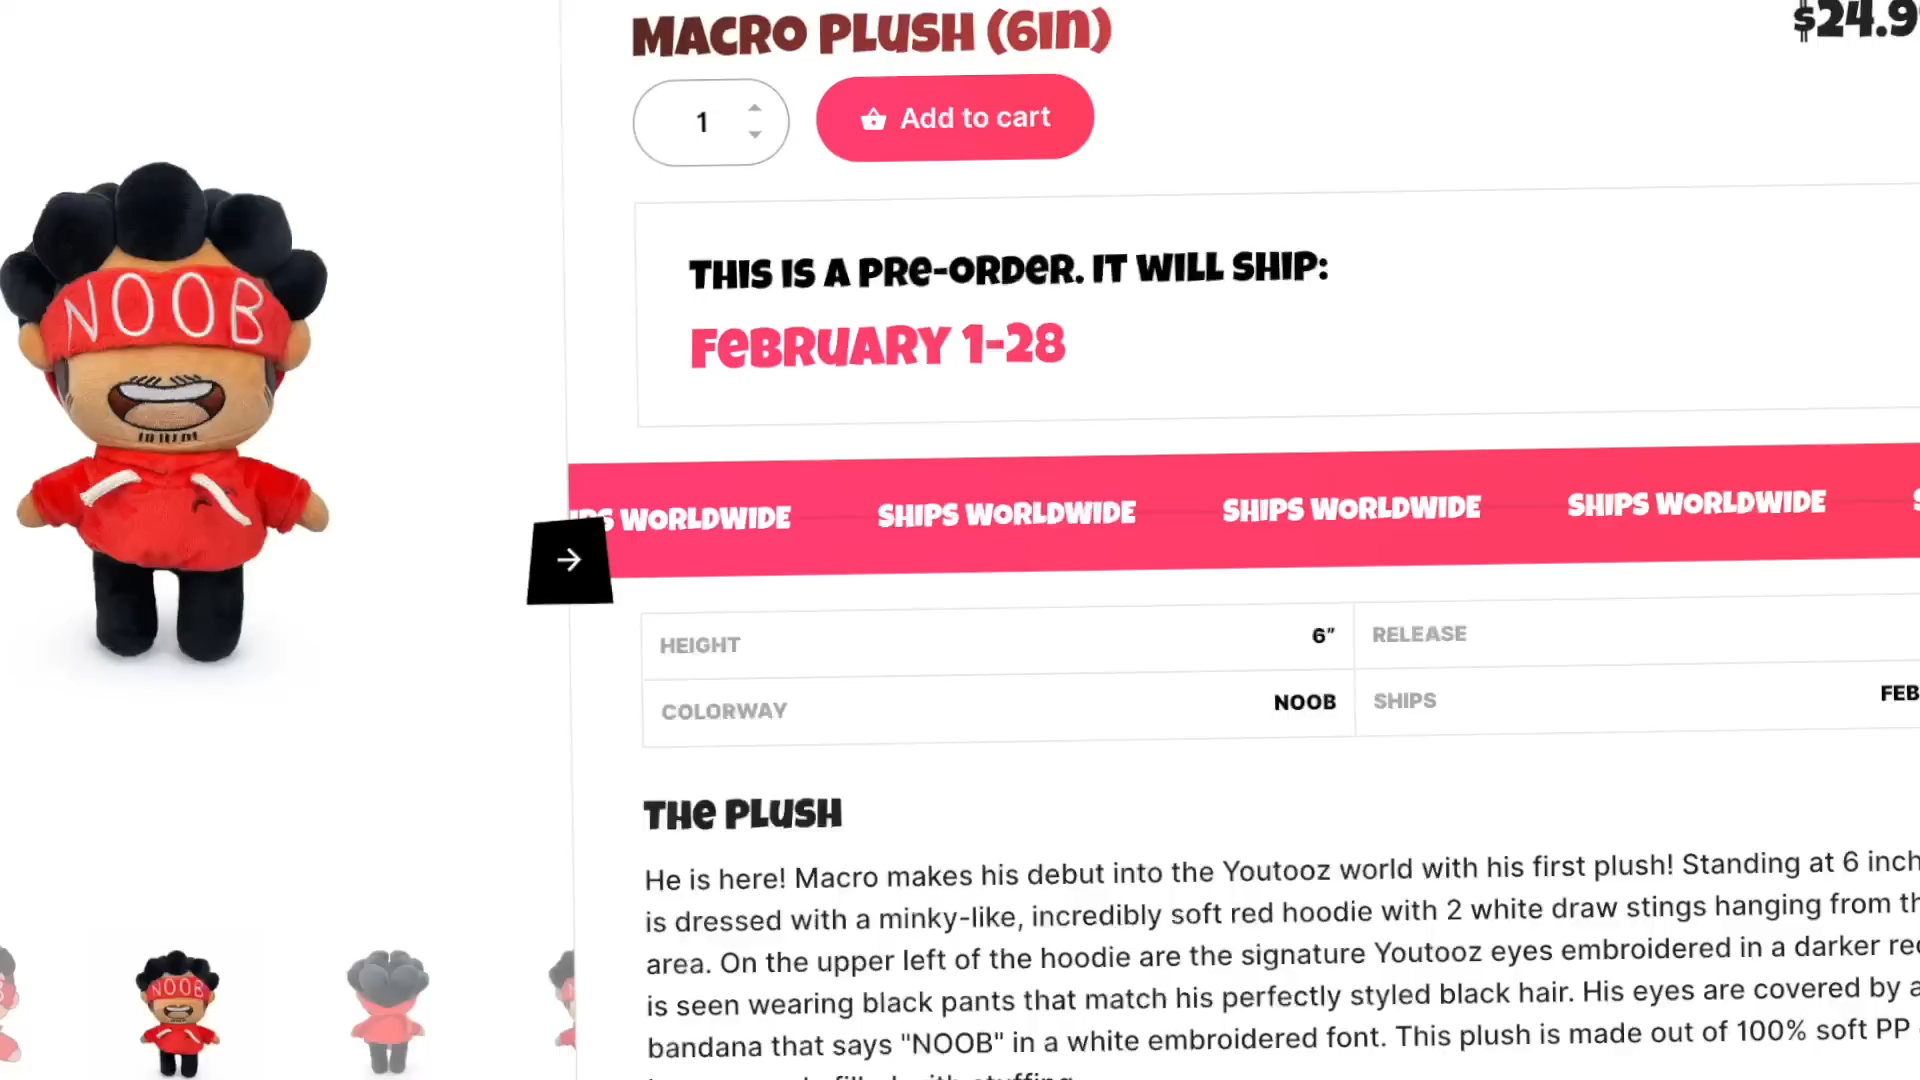 MACRO PLUSH (6IN)
$24.9
1
Add to cart
NOOB
THIS IS A PRE-ORDER. IT WILL SHIP:
FEBRUARY 1-28
PS WORLDWIDE SHIPS WORLDWIDE SHIPS WORLDWIDE SHIPS WORLDWIDE
HEIGHT 6” RELEASE
COLORWAY NOOB SHIPS FEB
THE PLUSH
He is here! Macro makes his debut into the Youtooz world with his first plush! Standing at 6 inch
is dressed with a minky-like, incredibly soft red hoodie with 2 white draw stings hanging from th
area. On the upper left of the hoodie are the signature Youtooz eyes embroidered in a darker red
is seen wearing black pants that match his perfectly styled black hair. His eyes are covered by a
bandana that says "NOOB" in a white embroidered font. This plush is made out of 100% soft PP
NOOB